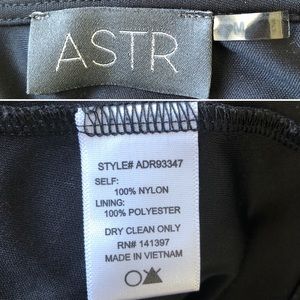 ASTR
M
STYLE# ADR93347
SELF:
100% NYLON
LINING:
100% POLYESTER
DRY CLEAN ONLY
RN# 141397
MADE IN VIETNAM